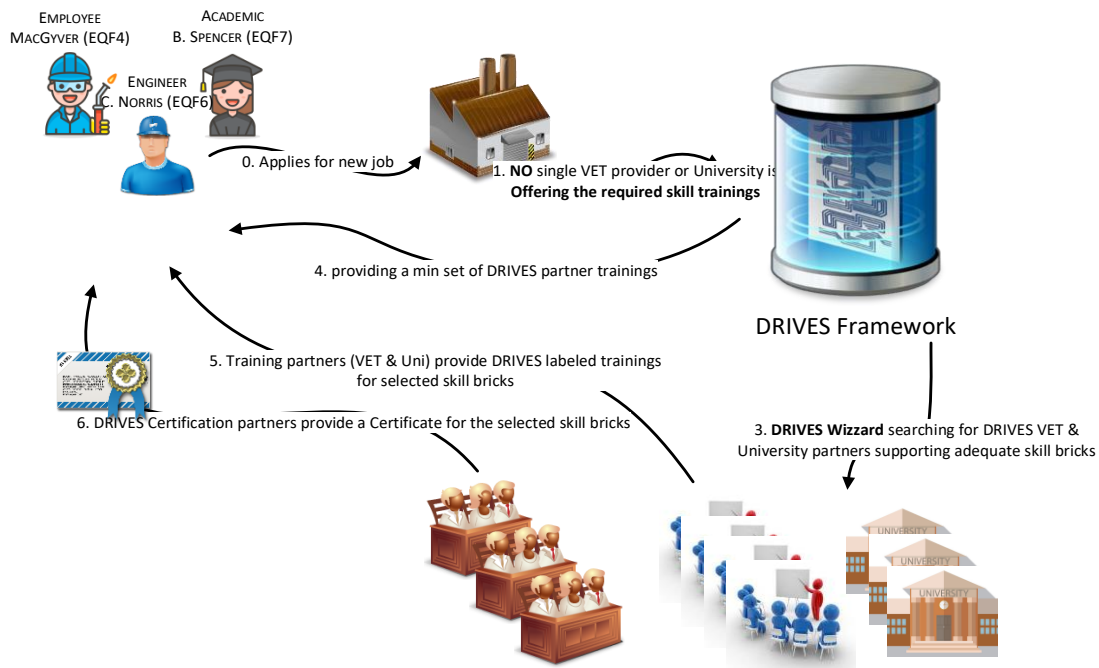 EMPLOYEE
MACGYVER (EQF4)
ACADEMIC
B. SPENCER (EQF7)
ENGINEER
C. NORRIS (EQF6)
0. Applies for new job
1. NO single VET provider or University is
Offering the required skill trainings
4. providing a min set of DRIVES partner trainings
DRIVES Framework
5. Training partners (VET & Uni) provide DRIVES labeled trainings
for selected skill bricks
6. DRIVES Certification partners provide a Certificate for the selected skill bricks
3. DRIVES Wizzard searching for DRIVES VET &
University partners supporting adequate skill bricks
UNIVERSITY
UNIVERSITY
UNIVERSITY